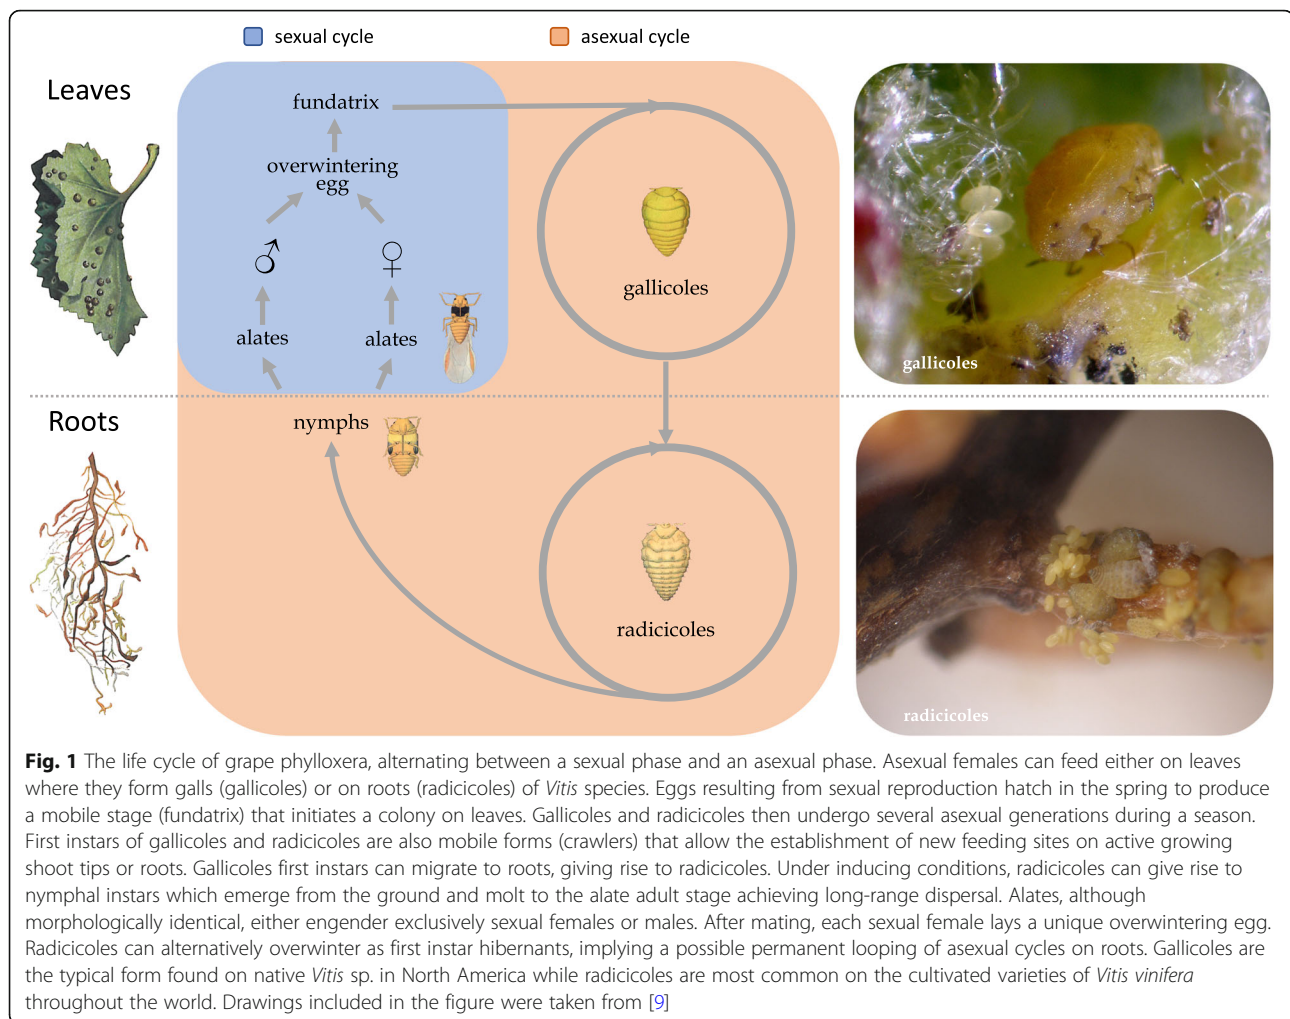 sexual cycle
asexual cycle
Leaves
fundatrix
overwintering
egg
♂
♀
alates
alates
gallicoles
gallicoles
Roots
nymphs
radicicoles
radicicoles
Fig. 1 The life cycle of grape phylloxera, alternating between a sexual phase and an asexual phase. Asexual females can feed either on leaves
where they form galls (gallicoles) or on roots (radicicoles) of Vitis species. Eggs resulting from sexual reproduction hatch in the spring to produce
a mobile stage (fundatrix) that initiates a colony on leaves. Gallicoles and radicicoles then undergo several asexual generations during a season.
First instars of gallicoles and radicicoles are also mobile forms (crawlers) that allow the establishment of new feeding sites on active growing
shoot tips or roots. Gallicoles first instars can migrate to roots, giving rise to radicicoles. Under inducing conditions, radicicoles can give rise to
nymphal instars which emerge from the ground and molt to the alate adult stage achieving long-range dispersal. Alates, although
morphologically identical, either engender exclusively sexual females or males. After mating, each sexual female lays a unique overwintering egg.
Radicicoles can alternatively overwinter as first instar hibernants, implying a possible permanent looping of asexual cycles on roots. Gallicoles are
the typical form found on native Vitis sp. in North America while radicicoles are most common on the cultivated varieties of Vitis vinifera
throughout the world. Drawings included in the figure were taken from [9]